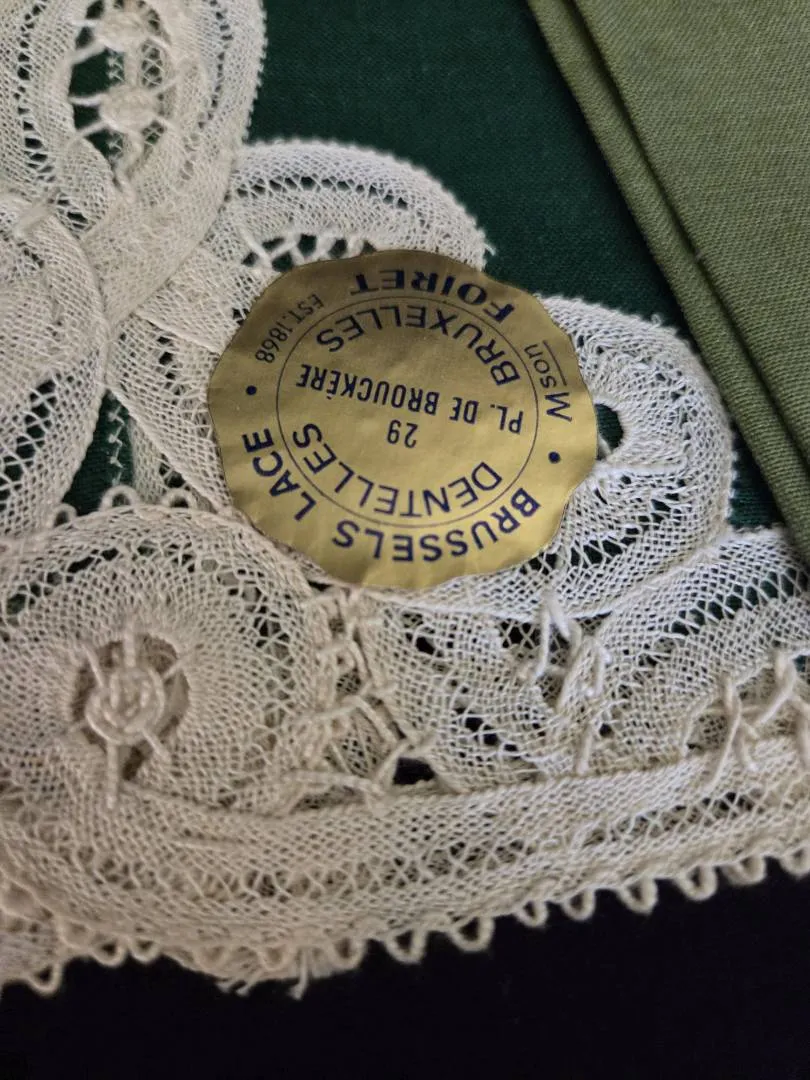 Mson FOIRET EST. 1868
BRUXELLES
PL. DE BROUCKÈRE
29
DENTELLES
BRUSSELS LACE